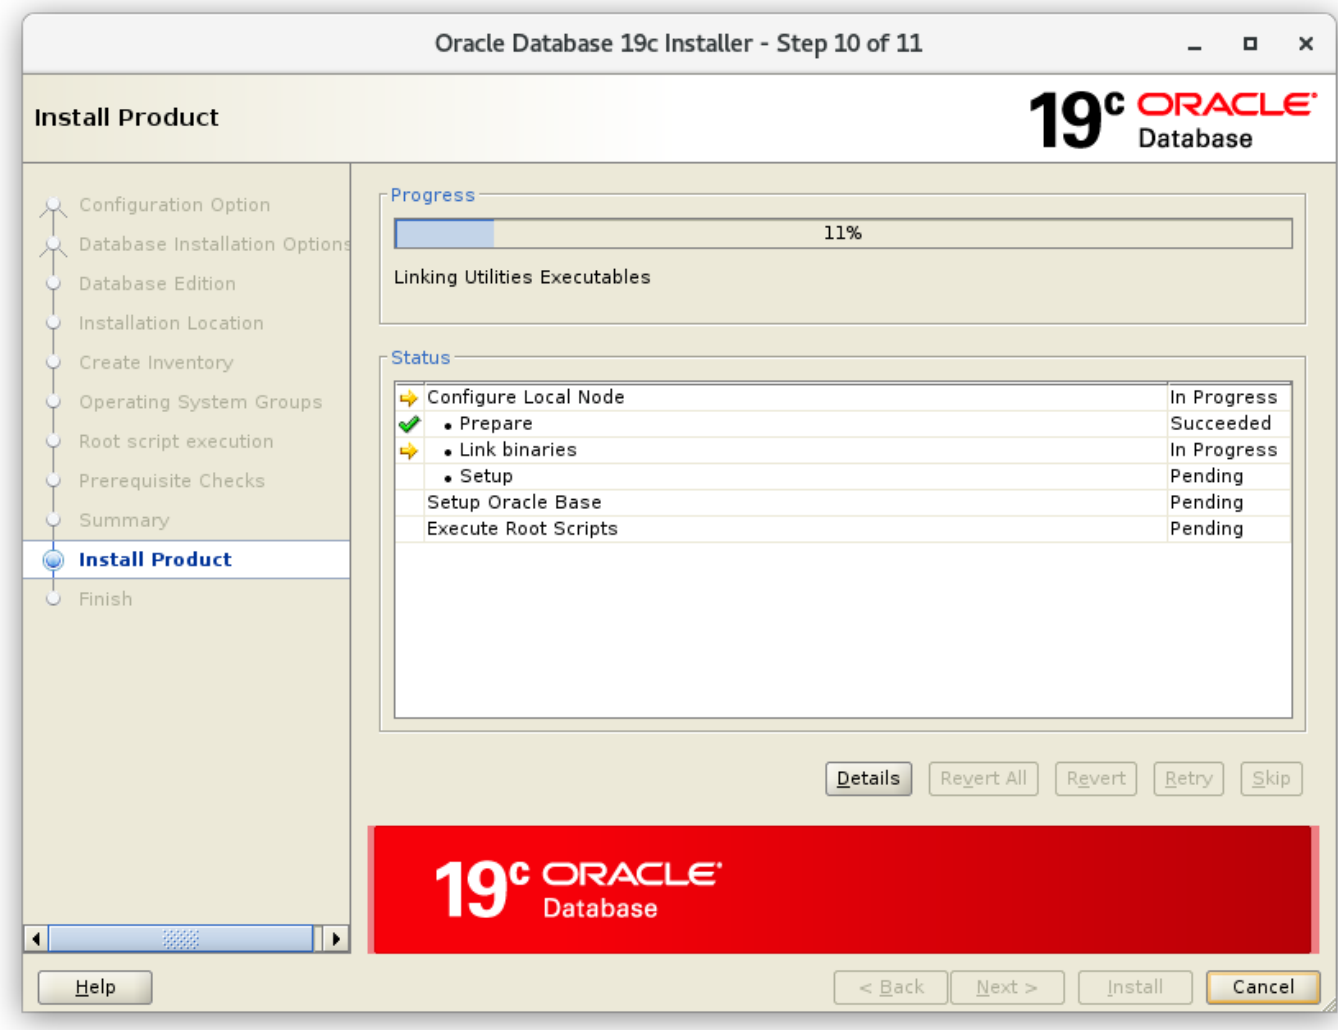 Oracle Database 19c Installer - Step 10 of 11
Install Product
19c ORACLE
Database
Configuration Option
Database Installation Options
Database Edition
Installation Location
Create Inventory
Operating System Groups
Root script execution
Prerequisite Checks
Summary
Install Product
Finish
Progress
11%
Linking Utilities Executables
Status
Configure Local Node In Progress
• Prepare Succeeded
• Link binaries In Progress
• Setup Pending
Setup Oracle Base Pending
Execute Root Scripts Pending
Details Revert All Revert Retry Skip
19c ORACLE
Database
Help < Back Next > Install Cancel